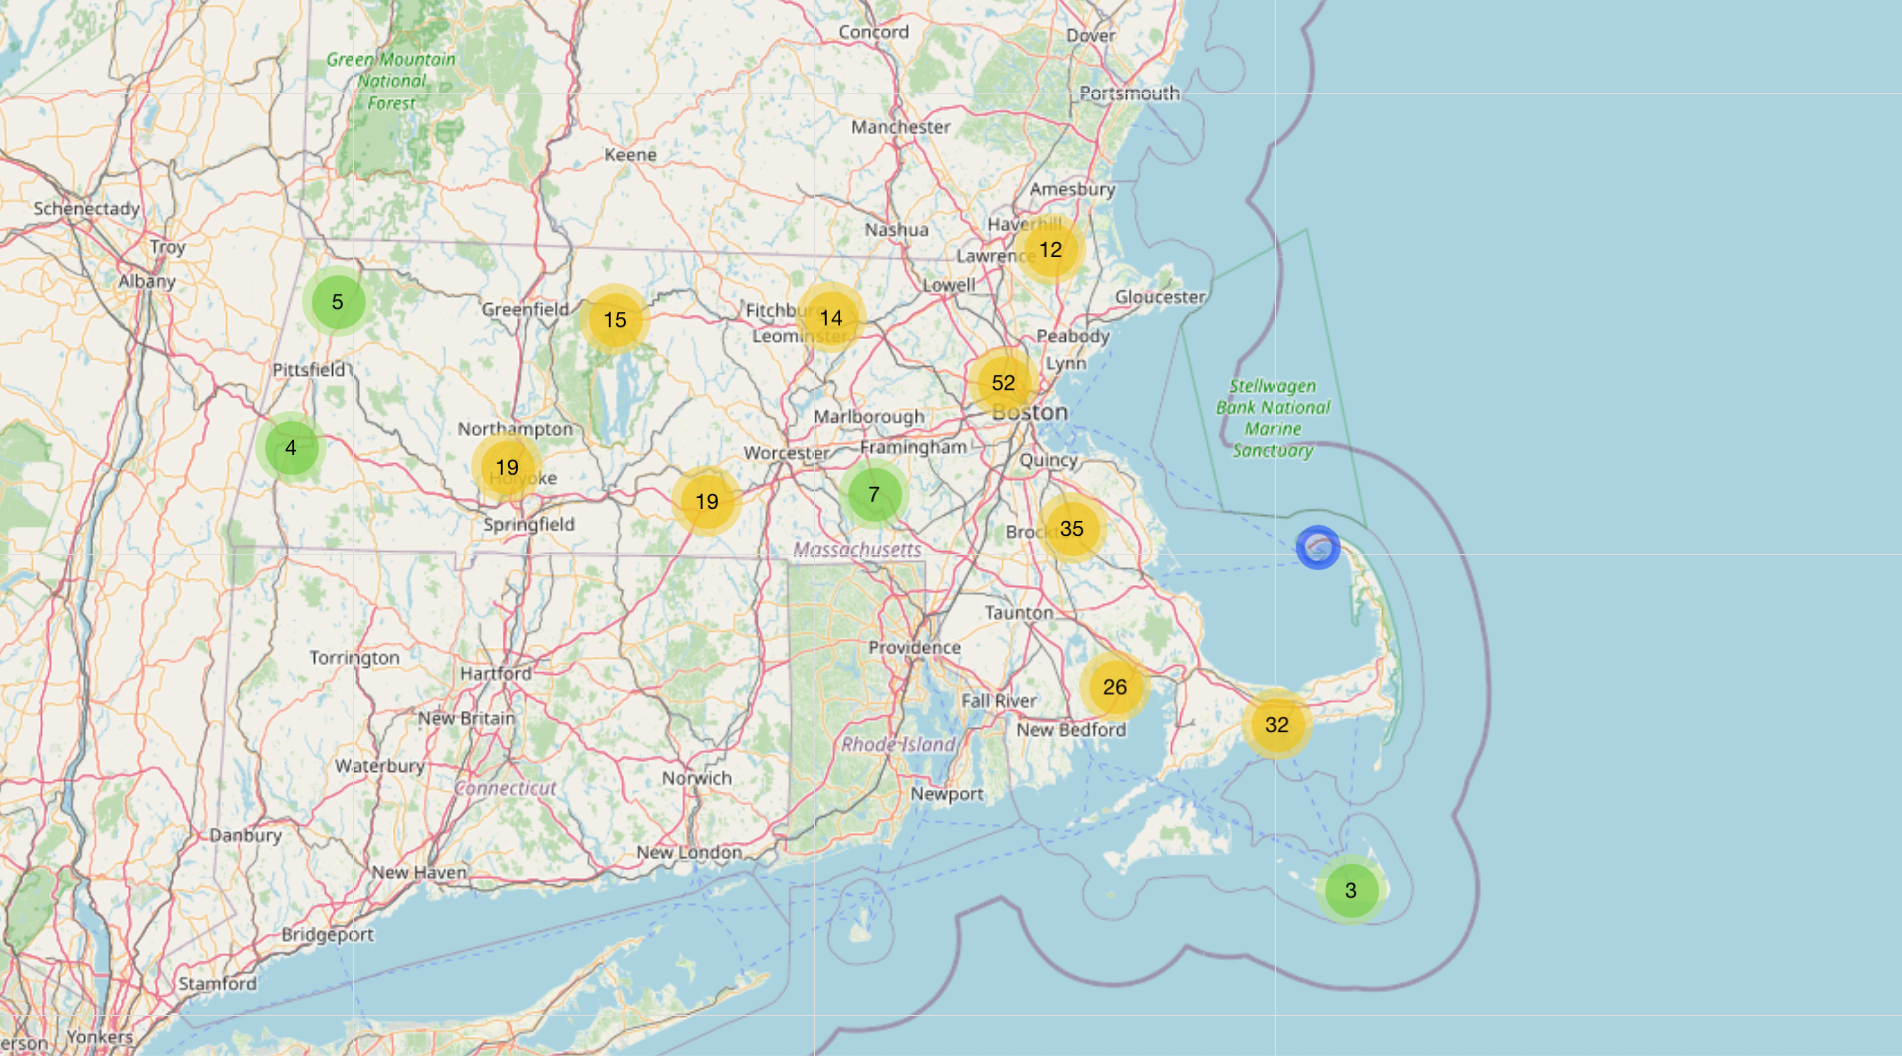 Concord
Dover
Green Mountain
National
Forest
Portsmouth
Manchester
Keene
Amesbury
Schenectady
Haverhill
Nashua
Troy
12
Lawrence
Albany
Lowell
Gloucester
5
Greenfield
15
Fitchbu
14
Leominster
Peabody
Lynn
Pittsfield
52
Stellwagen
Bank National
Marine
Sanctuary
Boston
Marlborough
Northampton
4
Worcester
Framingham
Quincy
19
Holyoke
19
7
Springfield
Brock
35
Massachusetts
Taunton
Providence
Torrington
Hartford
26
Fall River
New Britain
32
New Bedford
Rhode Island
Waterbury
Norwich
Connecticut
Newport
Danbury
New London
New Haven
3
Bridgeport
Stamford
Yonkers
erson